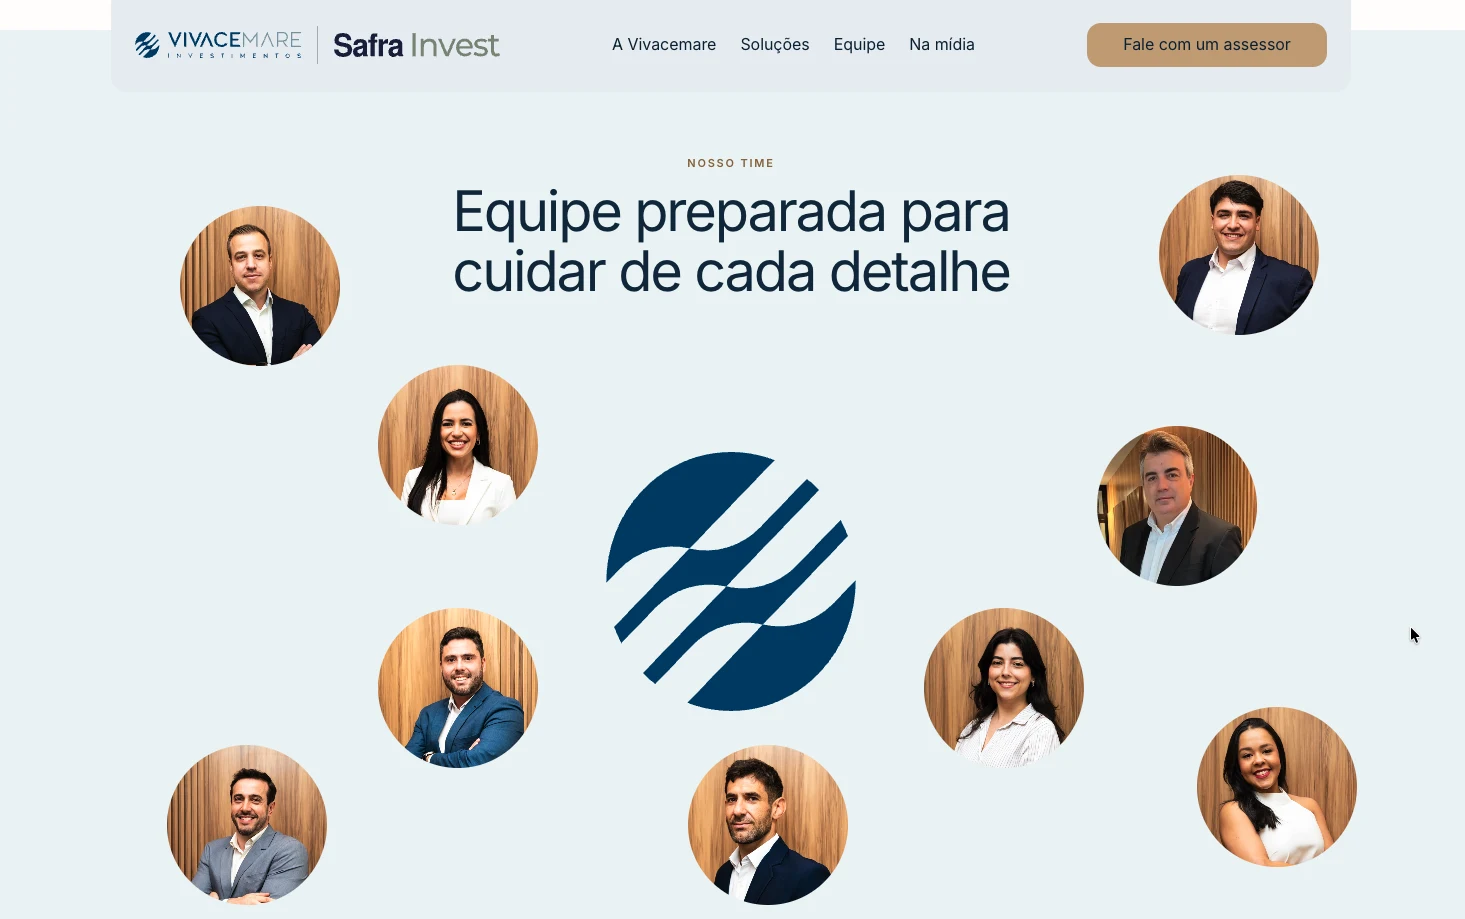 VIVACEMARE
INVESTIMENTOS
Safra Invest
A Vivacemare
Soluções
Equipe
Na mídia
Fale com um assessor
NOSSO TIME
Equipe preparada para
cuidar de cada detalhe